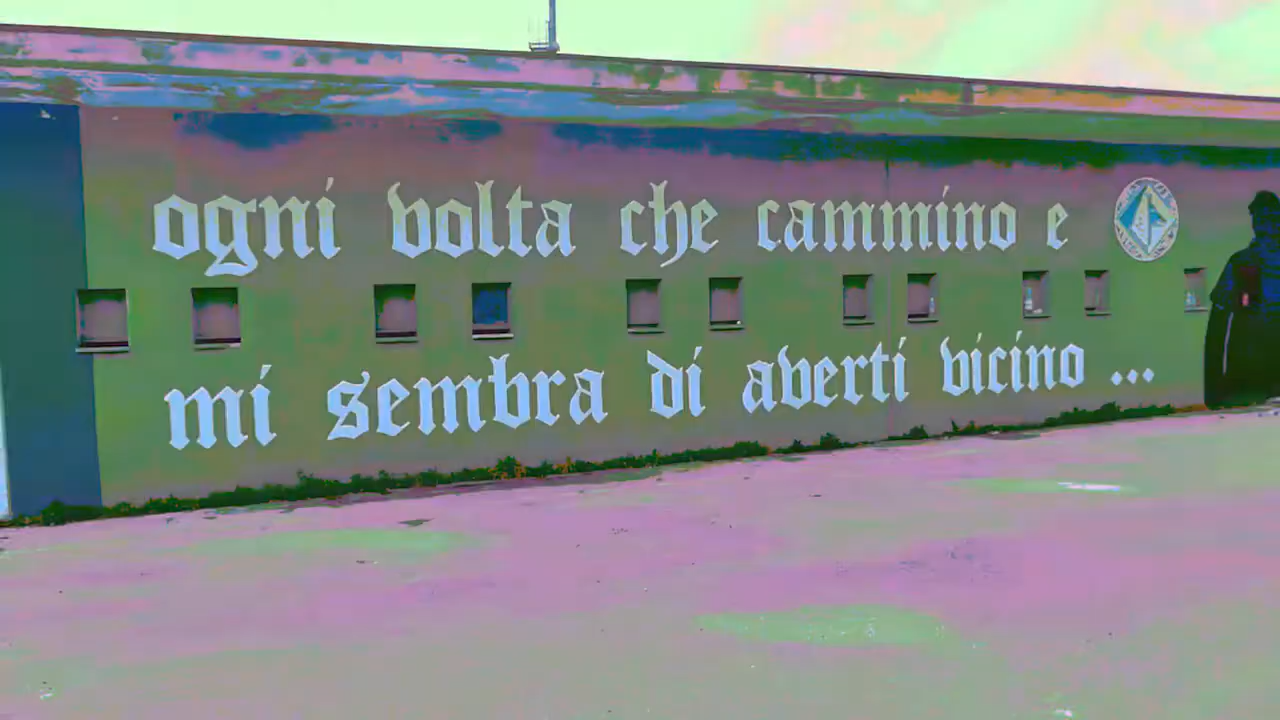 ogni volta che cammino e
mi sembra di averti vicino ...